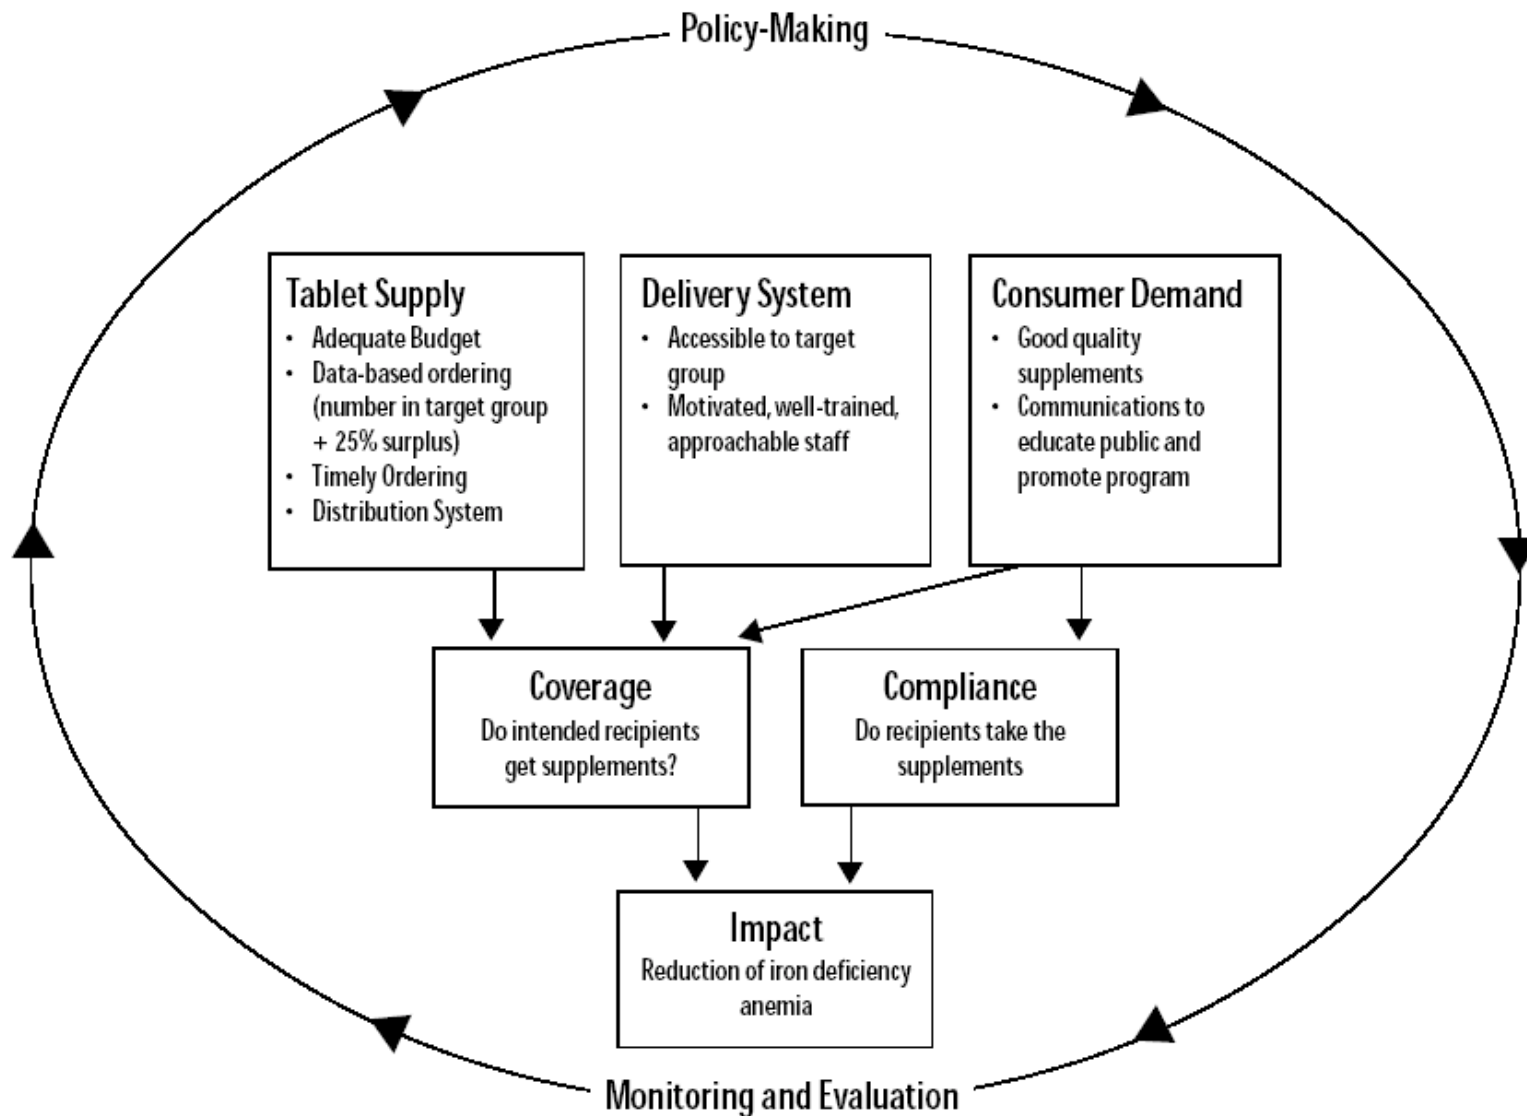 Policy-Making
Tablet Supply
• Adequate Budget
• Data-based ordering
(number in target group
+ 25% surplus)
• Timely Ordering
• Distribution System
Delivery System
• Accessible to target
group
• Motivated, well-trained,
approachable staff
Consumer Demand
• Good quality
supplements
• Communications to
educate public and
promote program
Coverage
Do intended recipients
get supplements?
Compliance
Do recipients take the
supplements
Impact
Reduction of iron deficiency
anemia
Monitoring and Evaluation